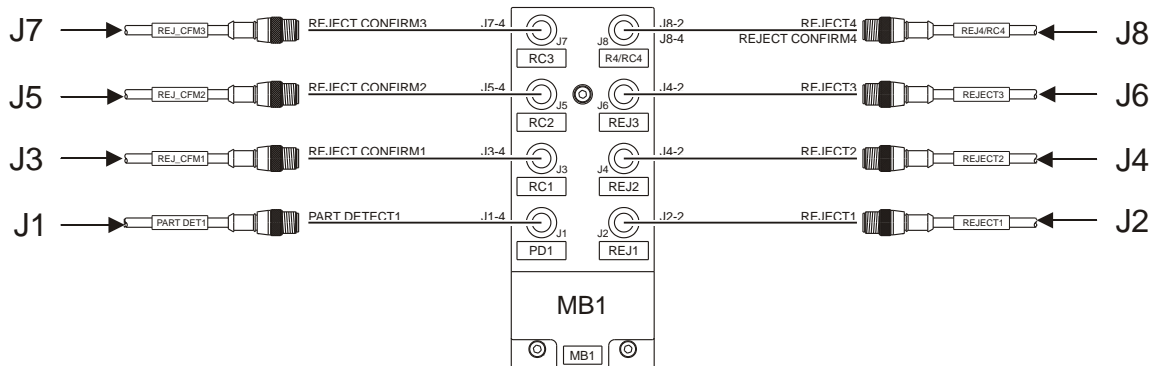 J7 REJ_CFM3 REJECT CONFIRM3 J7-4 J7 J8 J8-2 REJECT4 REJ4/RC4 J8
J8-4 REJECT CONFIRM4
RC3 R4/RC4
J5 REJ_CFM2 REJECT CONFIRM2 J5-4 J5 J6 J4-2 REJECT3 REJECT3 J6
RC2 REJ3
J3 REJ_CFM1 REJECT CONFIRM1 J3-4 J3 J4 J4-2 REJECT2 REJECT2 J4
RC1 REJ2
J1 PART DET1 PART DETECT1 J1-4 J1 J2 J2-2 REJECT1 REJECT1 J2
PD1 REJ1
MB1
MB1